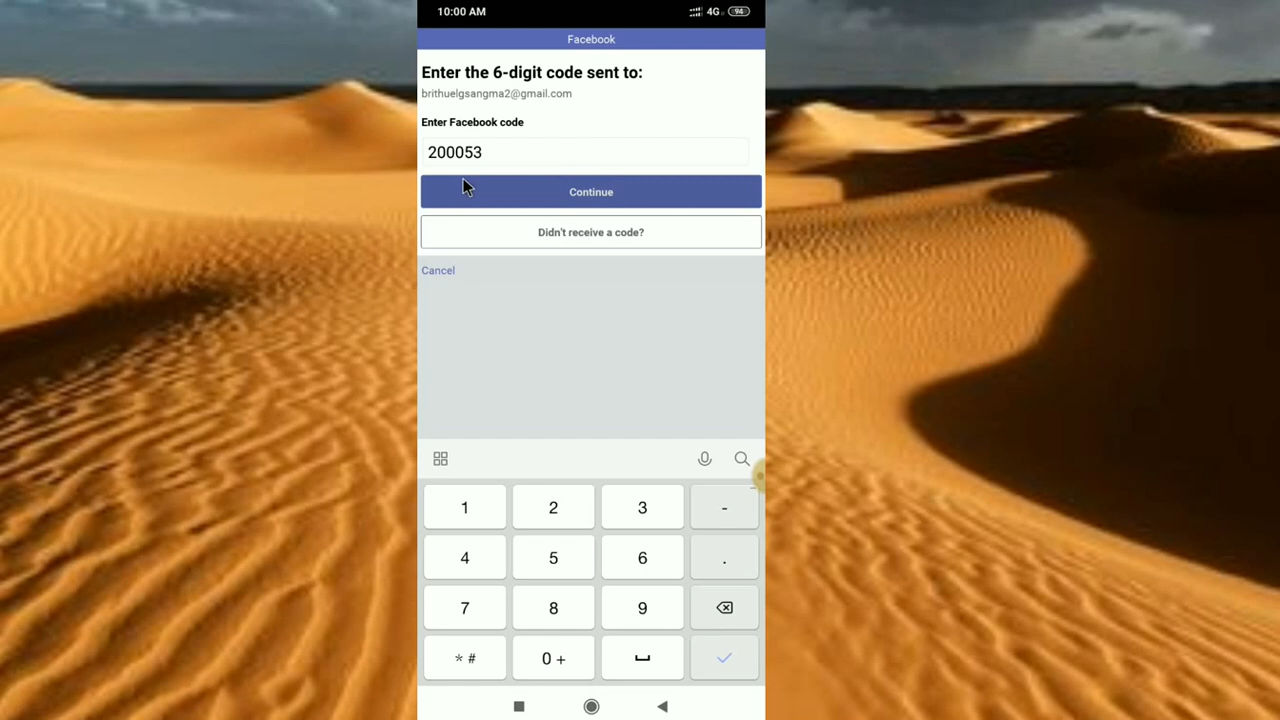 10:00 AM 4G 94
Facebook
Enter the 6-digit code sent to:
brithuelgsangma2@gmail.com
Enter Facebook code
200053
Continue
Didn't receive a code?
Cancel
1 2 3 -
4 5 6 .
7 8 9
* # 0 +